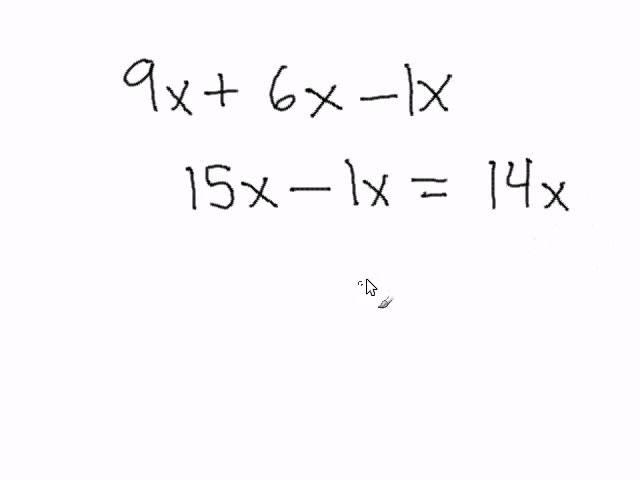 9x + 6x − 1x
15x − 1x = 14x